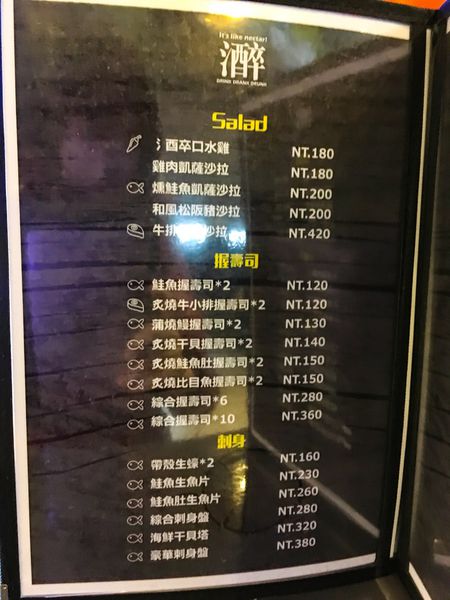 It's like nectar!
酒醉
DRINK DRANK DRUNK
Salad
氵酉卒口水雞 NT.180
雞肉凱薩沙拉 NT.180
燻鮭魚凱薩沙拉 NT.200
和風松阪豬沙拉 NT.200
牛排 沙拉 NT.420
握壽司
鮭魚握壽司*2 NT.120
炙燒牛小排握壽司*2 NT.120
蒲燒鰻握壽司*2 NT.130
炙燒干貝握壽司*2 NT.140
炙燒鮭魚肚握壽司*2 NT.150
炙燒比目魚握壽司*2 NT.150
綜合握壽司*6 NT.280
綜合握壽司*10 NT.360
刺身
帶殼生蠔*2 NT.160
鮭魚生魚片 NT.230
鮭魚肚生魚片 NT.260
綜合刺身盤 NT.280
海鮮干貝塔 NT.320
豪華刺身盤 NT.380